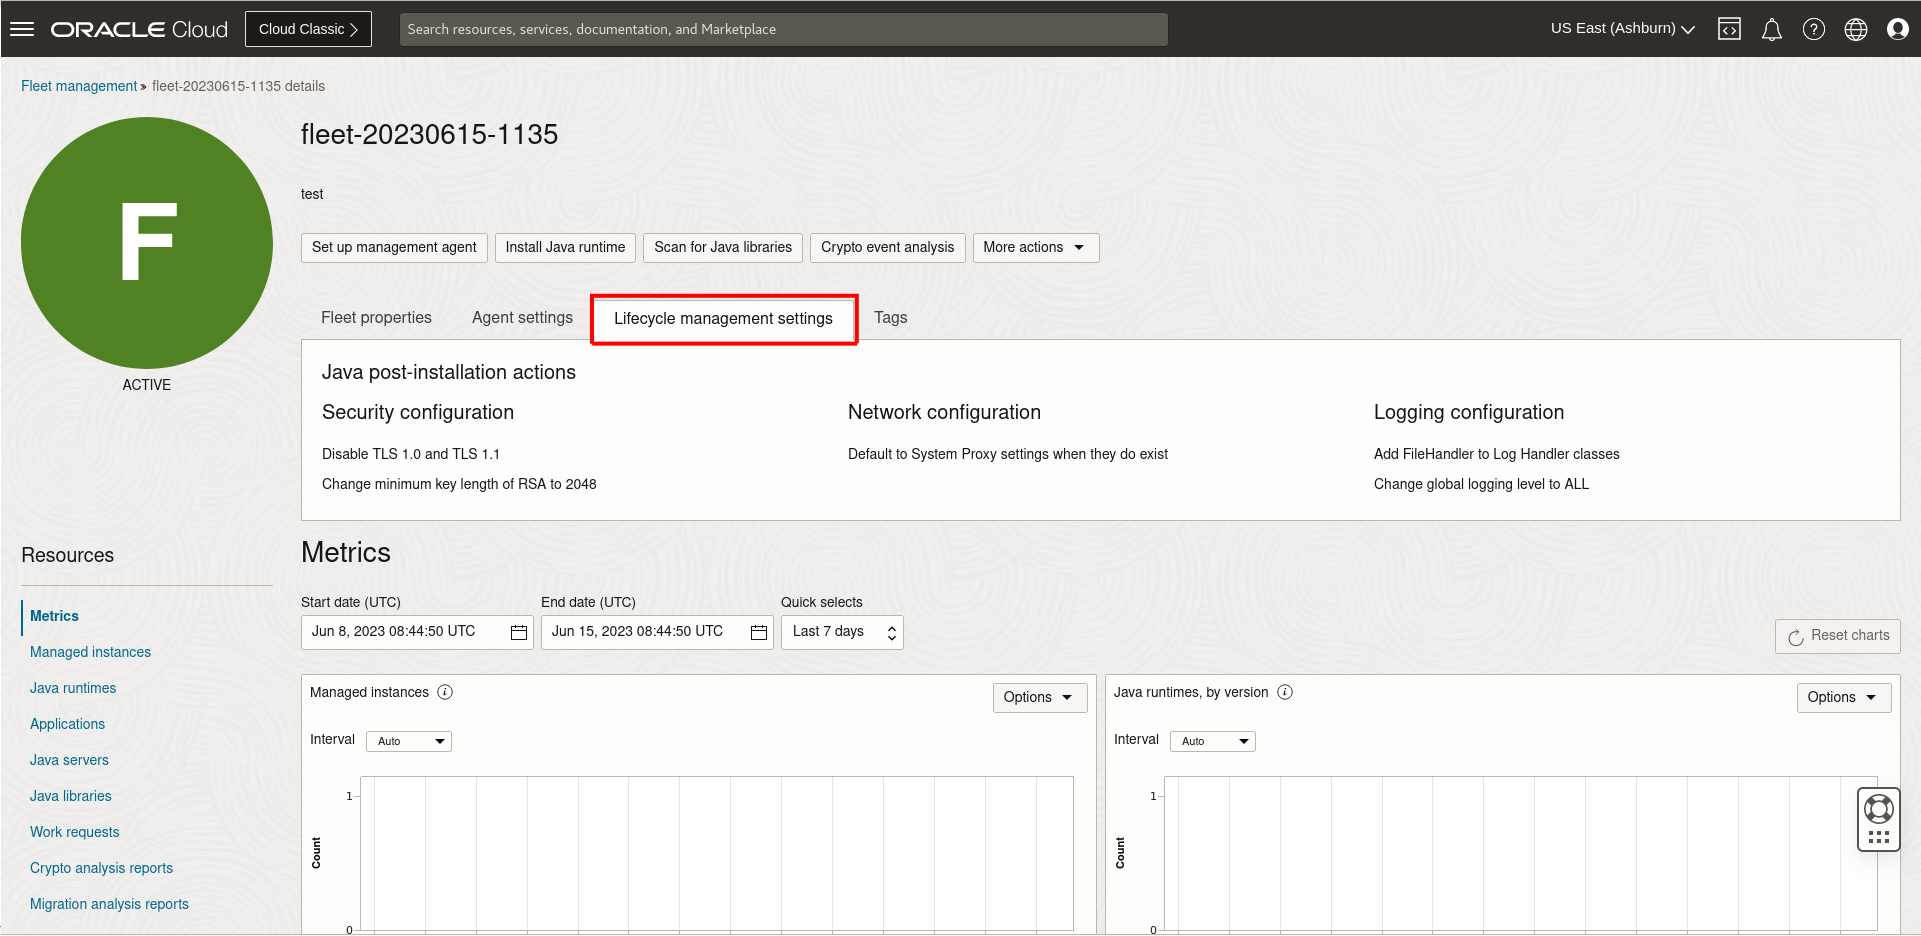 ORACLE Cloud
Cloud Classic
Search resources, services, documentation, and Marketplace
US East (Ashburn)
Fleet management » fleet-20230615-1135 details
F
ACTIVE
fleet-20230615-1135
test
Set up management agent
Install Java runtime
Scan for Java libraries
Crypto event analysis
More actions
Fleet properties
Agent settings
Lifecycle management settings
Tags
Java post-installation actions
Security configuration
Disable TLS 1.0 and TLS 1.1
Change minimum key length of RSA to 2048
Network configuration
Default to System Proxy settings when they do exist
Logging configuration
Add FileHandler to Log Handler classes
Change global logging level to ALL
Resources
Metrics
Managed instances
Java runtimes
Applications
Java servers
Java libraries
Work requests
Crypto analysis reports
Migration analysis reports
Metrics
Start date (UTC)
Jun 8, 2023 08:44:50 UTC
End date (UTC)
Jun 15, 2023 08:44:50 UTC
Quick selects
Last 7 days
Reset charts
Managed instances
Options
Interval
Auto
1
Count
0
Java runtimes, by version
Options
Interval
Auto
1
Count
0